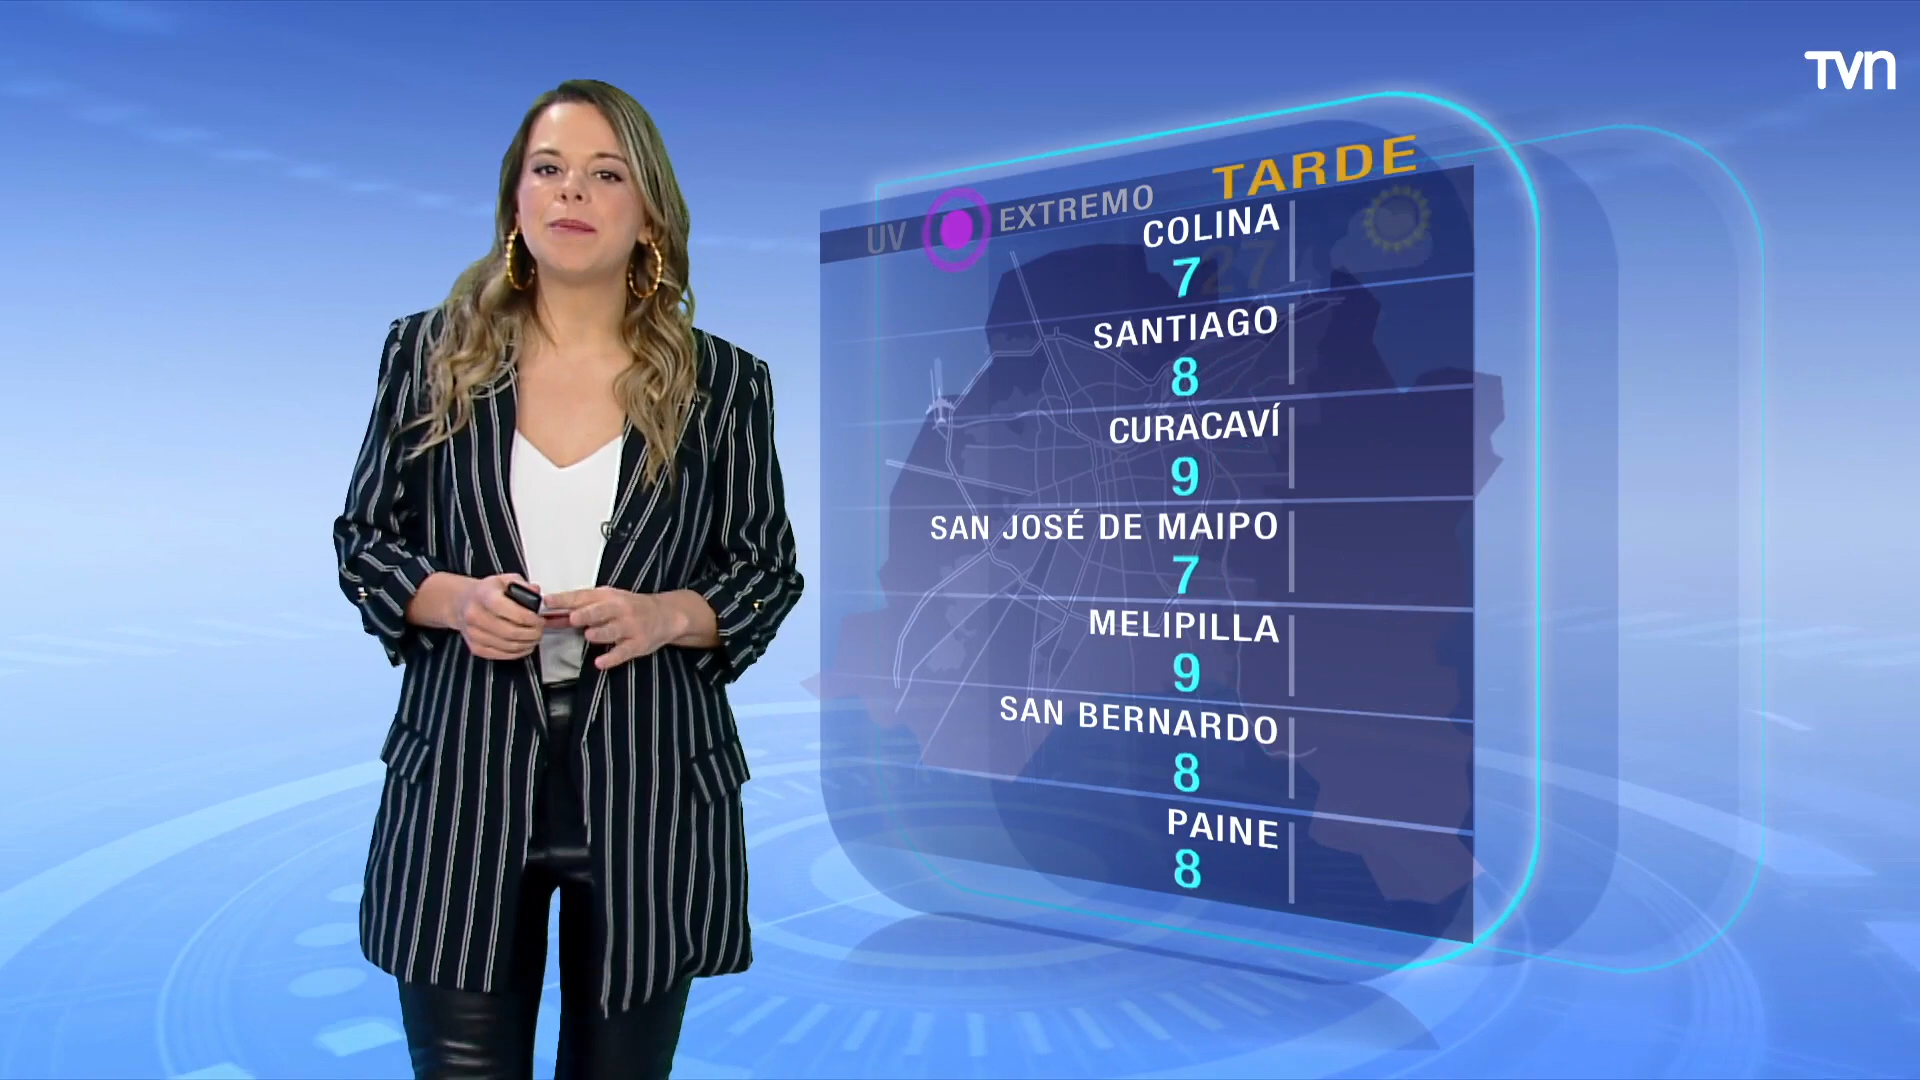 TVN
TARDE
UV EXTREMO
COLINA
7
27
SANTIAGO
8
CURACAVÍ
9
SAN JOSÉ DE MAIPO
7
MELIPILLA
9
SAN BERNARDO
8
PAINE
8